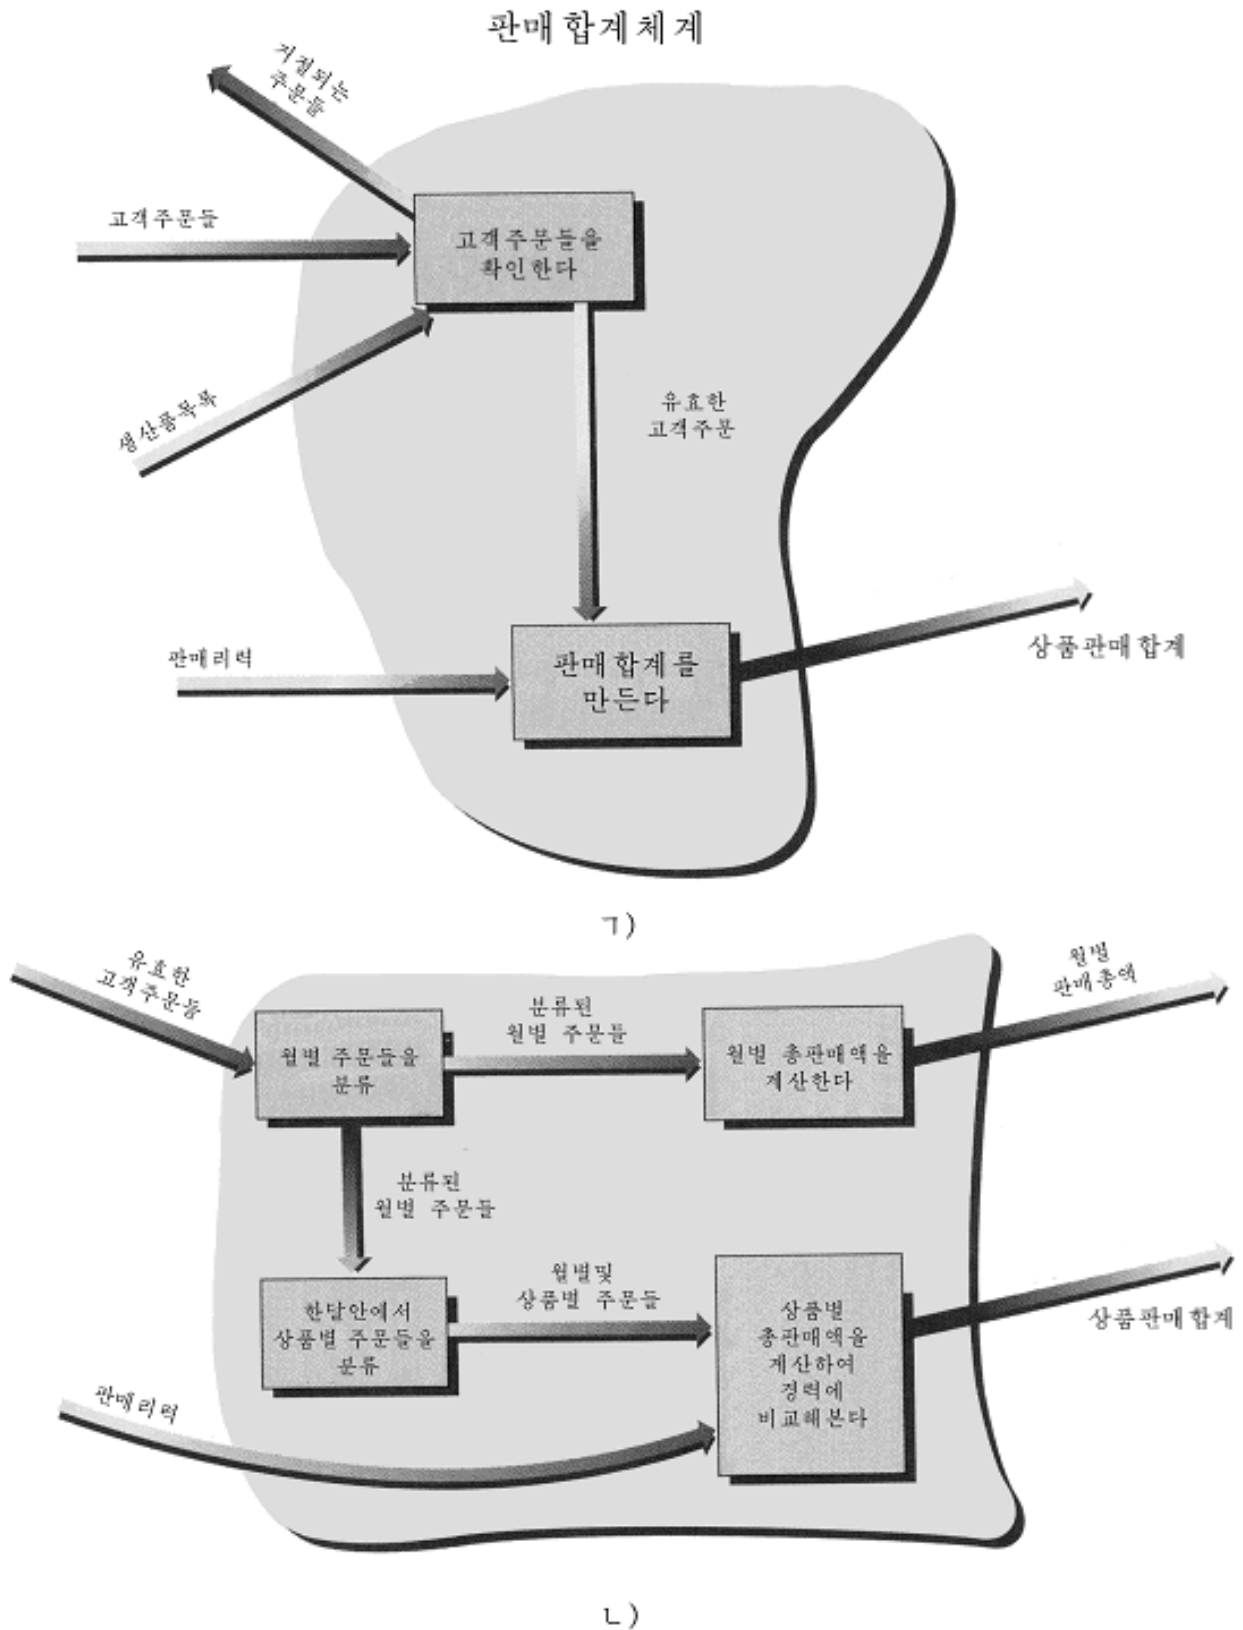 판매합계체계
거절되는
주문들
고객주문들
고객주문들을
확인한다
생산품목록
유효한
고객주문
판매리력
판매합계를
만든다
상품판매합계
ㄱ)
유효한
고객주문들
분류된
월별 주문들
월별
판매총액
월별 주문들을
분류
월별 총판매액을
계산한다
분류된
월별 주문들
한달안에서
상품별 주문들을
분류
월별및
상품별 주문들
상품별
총판매액을
계산하여
경력에
비교해본다
상품판매합계
판매리력
ㄴ)